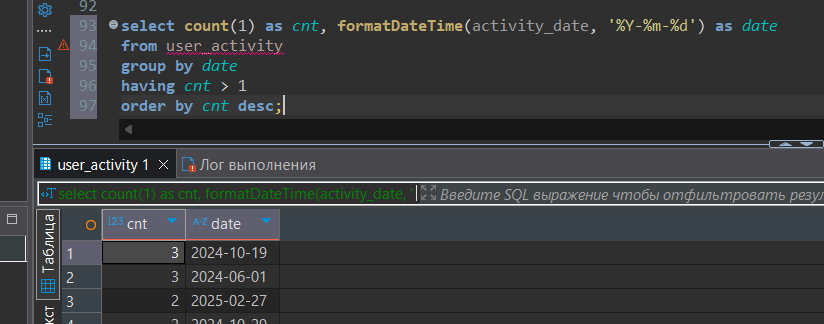 92
93 select count(1) as cnt, formatDateTime(activity_date, '%Y-%m-%d') as date
94 from user_activity
95 group by date
96 having cnt > 1
97 order by cnt desc;
user_activity 1
Лог выполнения
select count(1) as cnt, formatDateTime(activity_date, '
Введите SQL выражение чтобы отфильтровать резул
Таблица
123 cnt
A-Z date
1 3 2024-10-19
2 3 2024-06-01
3 2 2025-02-27